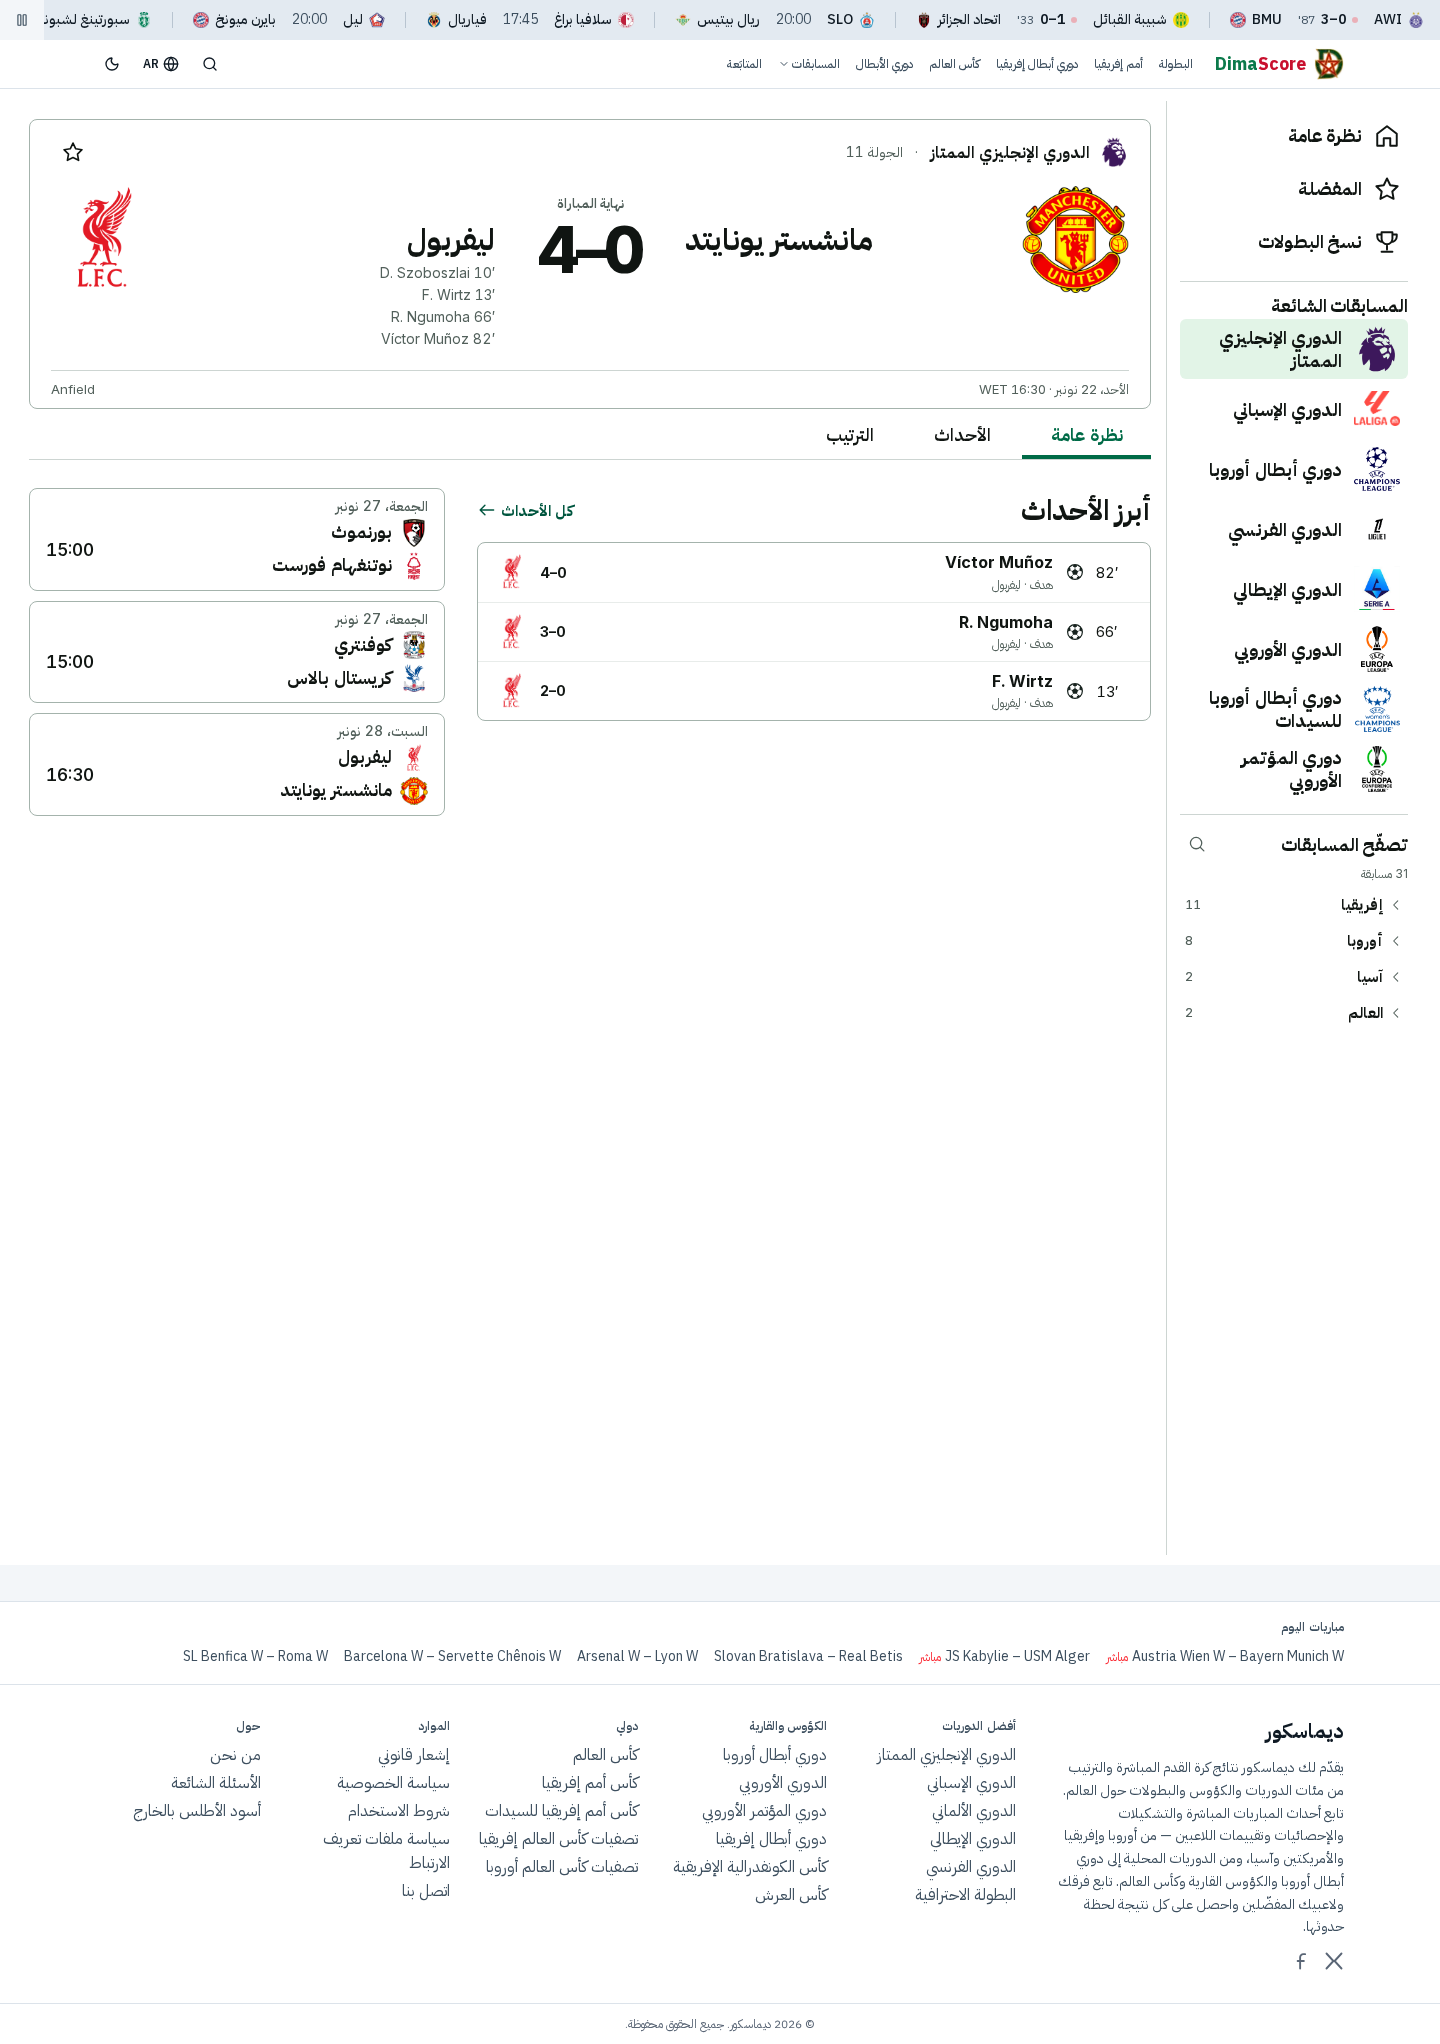 AWI
0–3 '87 BMU
شبيبة القبائل 1–0 '33 اتحاد الجزائر
SLO 20:00 ريال بيتيس
سلافيا براغ 17:45 فياريال
ليل 20:00 بايرن ميونخ
DimaScore
البطولة
أمم إفريقيا
دوري أبطال إفريقيا
كأس العالم
دوري الأبطال
المسابقات
المتابَعة
AR
نظرة عامة
المفضلة
نسخ البطولات
المسابقات الشائعة
الدوري الإنجليزي الممتاز
الدوري الإسباني
دوري أبطال أوروبا
الدوري الفرنسي
الدوري الإيطالي
الدوري الأوروبي
دوري أبطال أوروبا للسيدات
دوري المؤتمر الأوروبي
تصفّح المسابقات
31 مسابقة
إفريقيا 11
أوروبا 8
آسيا 2
العالم 2
الدوري الإنجليزي الممتاز · الجولة 11
نهاية المباراة
مانشستر يونايتد
4–0
ليفربول
D. Szoboszlai 10'
F. Wirtz 13'
R. Ngumoha 66'
Víctor Muñoz 82'
الأحد، 22 نونبر · 16:30 WET
Anfield
نظرة عامة
الأحداث
الترتيب
أبرز الأحداث
كل الأحداث
82'
Víctor Muñoz
هدف · ليفربول
4–0
66'
R. Ngumoha
هدف · ليفربول
3–0
13'
F. Wirtz
هدف · ليفربول
2–0
الجمعة، 27 نونبر
بورنموث
نوتنغهام فورست
15:00
الجمعة، 27 نونبر
كوفنتري
كريستال بالاس
15:00
السبت، 28 نونبر
ليفربول
مانشستر يونايتد
16:30
مباريات اليوم
Austria Wien W – Bayern Munich W مباشر
JS Kabylie – USM Alger مباشر
Slovan Bratislava – Real Betis
Arsenal W – Lyon W
Barcelona W – Servette Chênois W
SL Benfica W – Roma W
ديماسكور
يقدّم لك ديماسكور نتائج كرة القدم المباشرة والترتيب
من مئات الدوريات والكؤوس والبطولات حول العالم.
تابع أحداث المباريات المباشرة والتشكيلات
والإحصائيات وتقييمات اللاعبين — من أوروبا وإفريقيا
والأمريكتين وآسيا، ومن الدوريات المحلية إلى دوري
أبطال أوروبا والكؤوس القارية وكأس العالم. تابع فرقك
ولاعبيك المفضّلين واحصل على كل نتيجة لحظة
حدوثها.
أفضل الدوريات
الدوري الإنجليزي الممتاز
الدوري الإسباني
الدوري الألماني
الدوري الإيطالي
الدوري الفرنسي
البطولة الاحترافية
الكؤوس والقارية
دوري أبطال أوروبا
الدوري الأوروبي
دوري المؤتمر الأوروبي
دوري أبطال إفريقيا
كأس الكونفدرالية الإفريقية
كأس العرش
دولي
كأس العالم
كأس أمم إفريقيا
كأس أمم إفريقيا للسيدات
تصفيات كأس العالم إفريقيا
تصفيات كأس العالم أوروبا
الموارد
إشعار قانوني
سياسة الخصوصية
شروط الاستخدام
سياسة ملفات تعريف الارتباط
اتصل بنا
حول
من نحن
الأسئلة الشائعة
أسود الأطلس بالخارج
© 2026 ديماسكور. جميع الحقوق محفوظة.